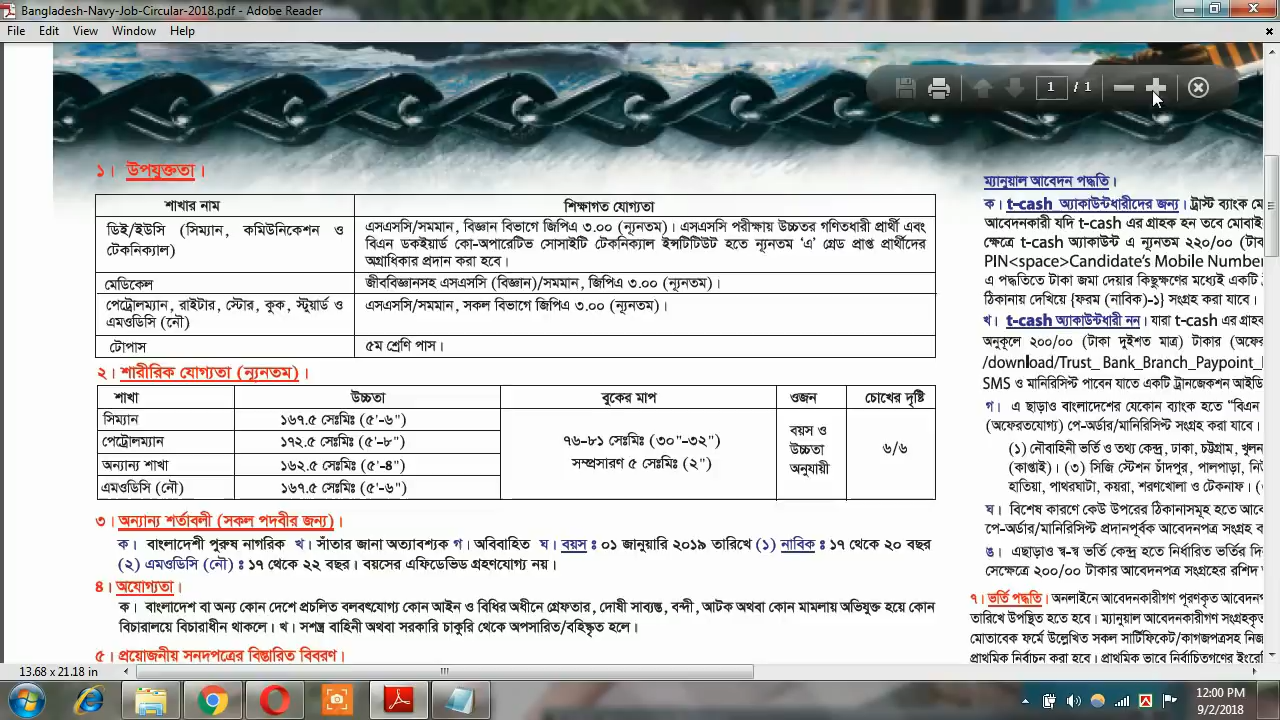 Bangladesh-Navy-Job-Circular-2018.pdf - Adobe Reader
File Edit View Window Help
1 / 1
১। উপযুক্ততা।
শাখার নাম
শিক্ষাগত যোগ্যতা
ডিই/ইউসি (সিম্যান, কমিউনিকেশন ও
টেকনিক্যাল)
এসএসসি/সমমান, বিজ্ঞান বিভাগে জিপিএ ৩.০০ (ন্যূনতম)। এসএসসি পরীক্ষায় উচ্চতর গণিতধারী প্রার্থী এবং
বিএন ডকইয়ার্ড কো-অপারেটিভ সোসাইটি টেকনিক্যাল ইন্সটিটিউট হতে ন্যূনতম ‘এ’ গ্রেড প্রাপ্ত প্রার্থীদের
অগ্রাধিকার প্রদান করা হবে।
মেডিকেল
জীববিজ্ঞানসহ এসএসসি (বিজ্ঞান)/সমমান, জিপিএ ৩.০০ (ন্যূনতম)।
পেট্রোলম্যান, রাইটার, স্টোর, কুক, স্টুয়ার্ড ও
এমওডিসি (নৌ)
এসএসসি/সমমান, সকল বিভাগে জিপিএ ৩.০০ (ন্যূনতম)।
টোপাস
৫ম শ্রেণি পাস।
২। শারীরিক যোগ্যতা (ন্যূনতম)।
শাখা উচ্চতা বুকের মাপ ওজন চোখের দৃষ্টি
সিম্যান ১৬৭.৫ সেঃমিঃ (৫'-৬")
পেট্রোলম্যান ১৭২.৫ সেঃমিঃ (৫'-৮")
অন্যান্য শাখা ১৬২.৫ সেঃমিঃ (৫'-৪")
এমওডিসি (নৌ) ১৬৭.৫ সেঃমিঃ (৫'-৬")
৭৬-৮১ সেঃমিঃ (৩০"-৩২")
সম্প্রসারণ ৫ সেঃমিঃ (২")
বয়স ও
উচ্চতা
অনুযায়ী
৬/৬
৩। অন্যান্য শর্তাবলী (সকল পদবীর জন্য)।
ক। বাংলাদেশী পুরুষ নাগরিক খ। সাঁতার জানা অত্যাবশ্যক গ। অবিবাহিত ঘ। বয়স ঃ ০১ জানুয়ারি ২০১৯ তারিখে (১) নাবিক ঃ ১৭ থেকে ২০ বছর
(২) এমওডিসি (নৌ) ঃ ১৭ থেকে ২২ বছর। বয়সের এফিডেভিড গ্রহণযোগ্য নয়।
৪। অযোগ্যতা।
ক। বাংলাদেশ বা অন্য কোন দেশে প্রচলিত বলবৎযোগ্য কোন আইন ও বিধির অধীনে গ্রেফতার, দোষী সাব্যস্ত, বন্দী, আটক অথবা কোন মামলায় অভিযুক্ত হয়ে কোন
বিচারালয়ে বিচারাধীন থাকলে। খ। সশস্ত্র বাহিনী অথবা সরকারি চাকুরি থেকে অপসারিত/বহিষ্কৃত হলে।
৫। প্রয়োজনীয় সনদপত্রের বিস্তারিত বিবরণ।
ম্যানুয়াল আবেদন পদ্ধতি।
ক। t-cash অ্যাকাউন্টধারীদের জন্য। ট্রাস্ট ব্যাংক মো
আবেদনকারী যদি t-cash এর গ্রাহক হন তবে মোবাই
ক্ষেত্রে t-cash অ্যাকাউন্ট এ ন্যূনতম ২২০/০০ (টাক
PIN<space>Candidate's Mobile Number
এ পদ্ধতিতে টাকা জমা দেয়ার কিছুক্ষণের মধ্যেই একটি
ঠিকানায় দেখিয়ে {ফরম (নাবিক)-১} সংগ্রহ করা যাবে।
খ। t-cash অ্যাকাউন্টধারী নন। যারা t-cash এর গ্রাহক
অনুকূলে ২০০/০০ (টাকা দুইশত মাত্র) টাকার (অফের
/download/Trust_ Bank_Branch_Paypoint_
SMS ও মানিরিসিপ্ট পাবেন যাতে একটি ট্রানজেকশন আইডি
গ। এ ছাড়াও বাংলাদেশের যেকোন ব্যাংক হতে “বিএন
(অফেরতযোগ্য) পে-অর্ডার/মানিরিসিপ্ট সংগ্রহ করা যাবে।
(১) নৌবাহিনী ভর্তি ও তথ্য কেন্দ্র, ঢাকা, চট্টগ্রাম, খুলন
(কাপ্তাই)। (৩) সিজি স্টেশন চাঁদপুর, পালপাড়া,
হাতিয়া, পাথরঘাটা, কয়রা, শরণখোলা ও টেকনাফ।
ঘ। বিশেষ কারণে কেউ উপরের ঠিকানাসমূহ হতে আবে
পে-অর্ডার/মানিরিসিপ্ট প্রদানপূর্বক আবেদনপত্র সংগ্রহ
ঙ। এছাড়াও স্ব-স্ব ভর্তি কেন্দ্র হতে নির্ধারিত ভর্তির দি
সেক্ষেত্রে ২০০/০০ টাকার আবেদনপত্র সংগ্রহের রশিদ
৭। ভর্তি পদ্ধতি। অনলাইনে আবেদনকারীগণ পূরণকৃত আবেদনপ
তারিখে উপস্থিত হতে হবে। ম্যানুয়াল আবেদনকারীগণ সংগ্রহকৃত
মোতাবেক ফর্মে উল্লেখিত সকল সার্টিফিকেট/কাগজপত্রসহ নিজ
প্রাথমিক নির্বাচন করা হবে। প্রাথমিক ভাবে নির্বাচিতগণের ইংরে
13.68 x 21.18 in
12:00 PM
9/2/2018